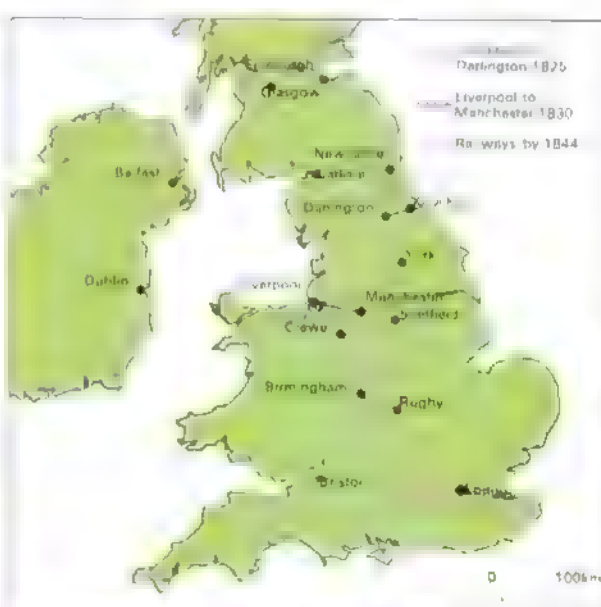 Darlington 1825
Liverpool to
Manchester 1830
Railways by 1844
Glasgow
Belfast
Darlington
York
Dublin
Manchester
Sheffield
Crewe
Birmingham
Rugby
Bristol
London
0 100km